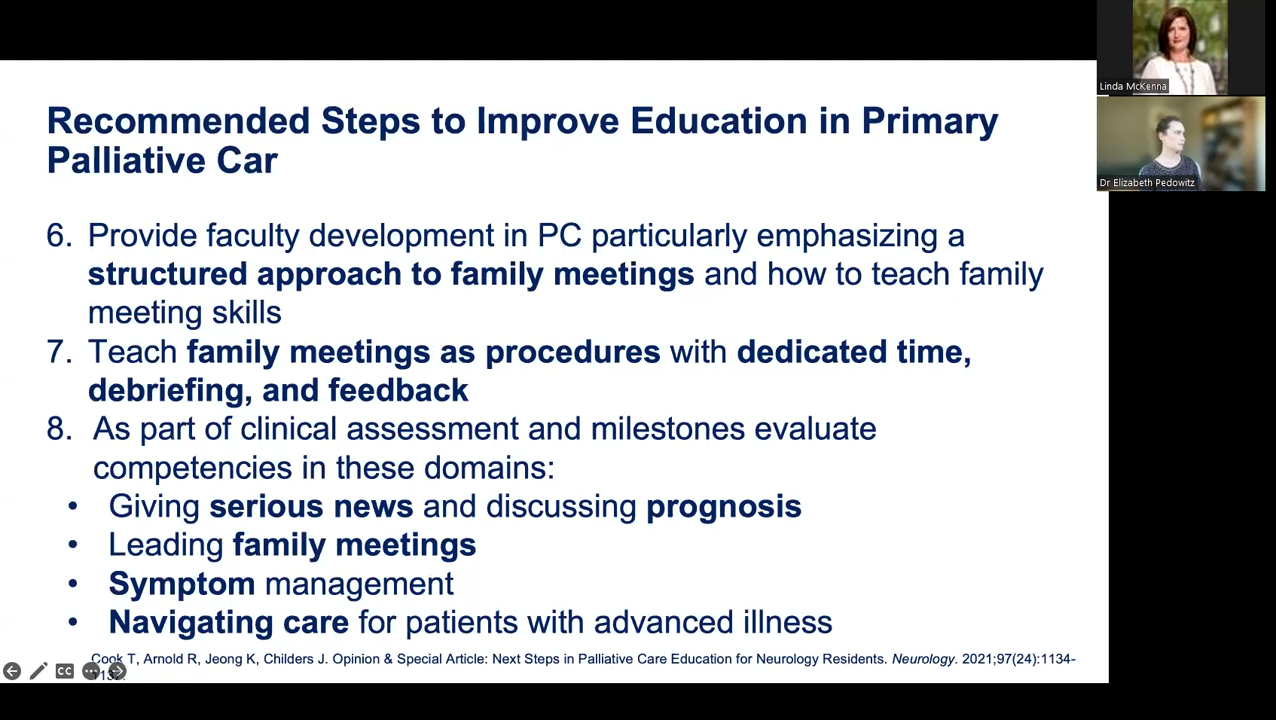 Linda McKenna
Dr Elizabeth Pedowitz
Recommended Steps to Improve Education in Primary
Palliative Car
6. Provide faculty development in PC particularly emphasizing a
structured approach to family meetings and how to teach family
meeting skills
7. Teach family meetings as procedures with dedicated time,
debriefing, and feedback
8. As part of clinical assessment and milestones evaluate
competencies in these domains:
• Giving serious news and discussing prognosis
• Leading family meetings
• Symptom management
• Navigating care for patients with advanced illness
Cook T, Arnold R, Jeong K, Childers J. Opinion & Special Article: Next Steps in Palliative Care Education for Neurology Residents. Neurology. 2021;97(24):1134-
CC